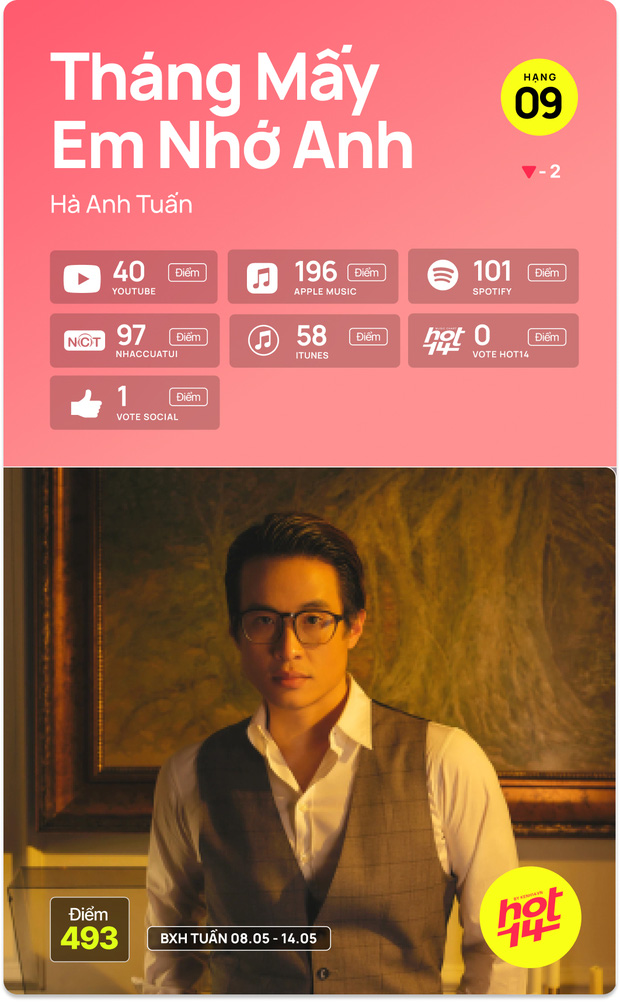 Tháng Mấy
Em Nhớ Anh
Hà Anh Tuấn
HẠNG
09
- 2
40 Điểm
YOUTUBE
196 Điểm
APPLE MUSIC
101 Điểm
SPOTIFY
NCT
97 Điểm
NHACCUATUI
58 Điểm
ITUNES
hot14
0 Điểm
VOTE HOT14
1 Điểm
VOTE SOCIAL
Điểm
493
BXH TUẦN 08.05 - 14.05
hot
14